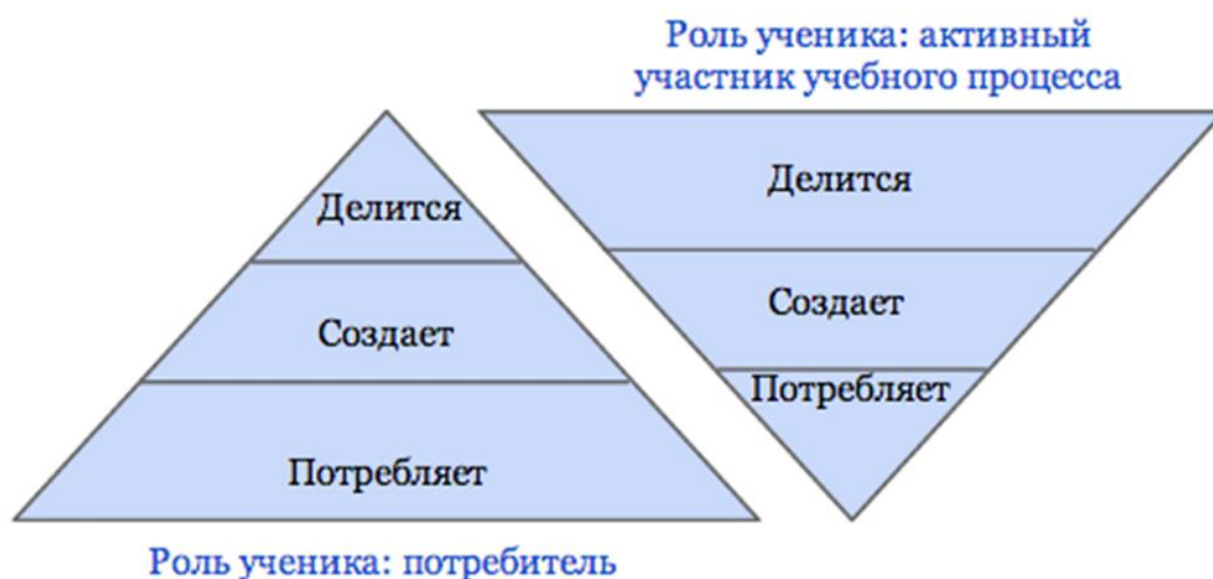 Роль ученика: активный
участник учебного процесса
Делится
Создает
Потребляет
Роль ученика: потребитель
Делится
Создает
Потребляет